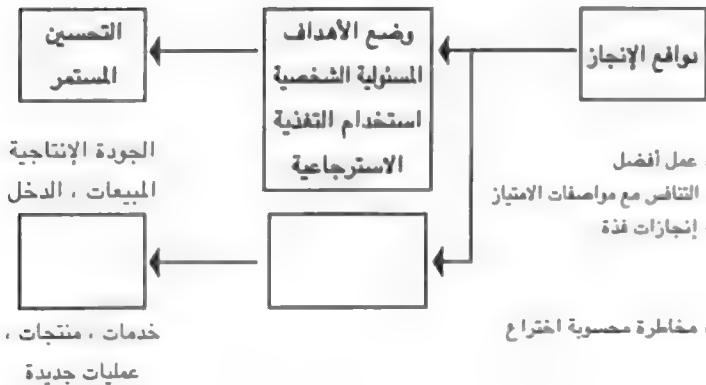 دوافع الإنجاز
وضع الأهداف
المسئولية الشخصية
استخدام التغذية
الاسترجاعية
التحسين
المستمر
، عمل أفضل
التنافس مع مواصفات الامتياز
، إنجازات فذة
، مخاطرة محسوبة اختراع
الجودة الإنتاجية
المبيعات ، الدخل
خدمات ، منتجات ،
عمليات جديدة